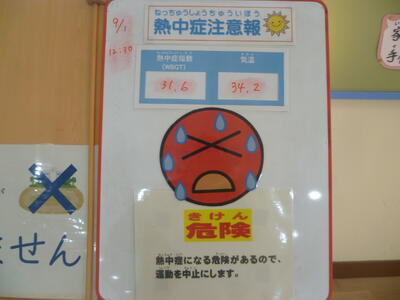 ねっちゅうしょうちゅういほう
熱中症注意報
9/1
12:30
熱中症指数
(WBGT)
気温
31.6
34.2
きけん
危険
熱中症になる危険があるので、
運動を中止にします。
ません